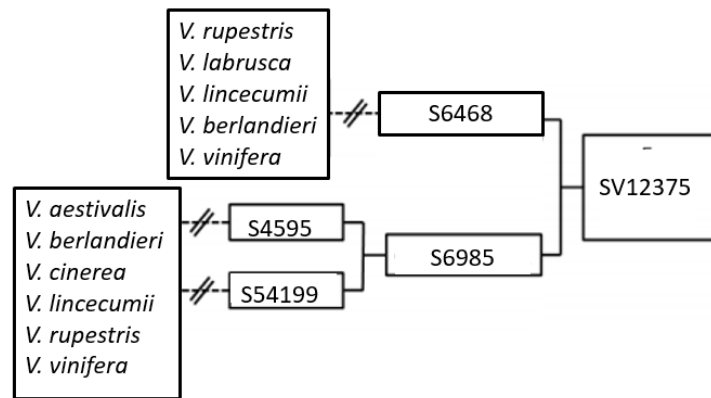 V. rupestris
V. labrusca
V. lincecumii
V. berlandieri
V. vinifera
S6468
SV12375
V. aestivalis
V. berlandieri
V. cinerea
V. lincecumii
V. rupestris
V. vinifera
S4595
S54199
S6985